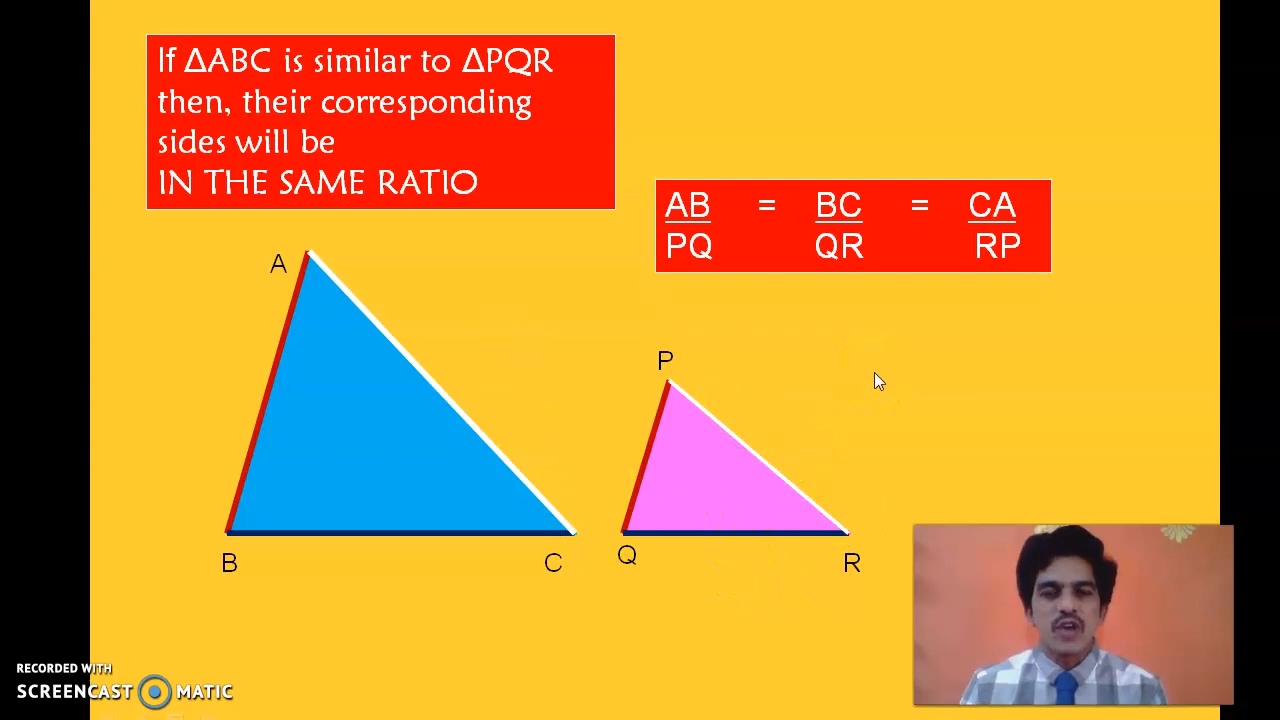 If ΔABC is similar to ΔPQR
then, their corresponding
sides will be
IN THE SAME RATIO
AB = BC = CA
PQ QR RP
A
P
B
C
Q
R
RECORDED WITH
SCREENCAST MATIC